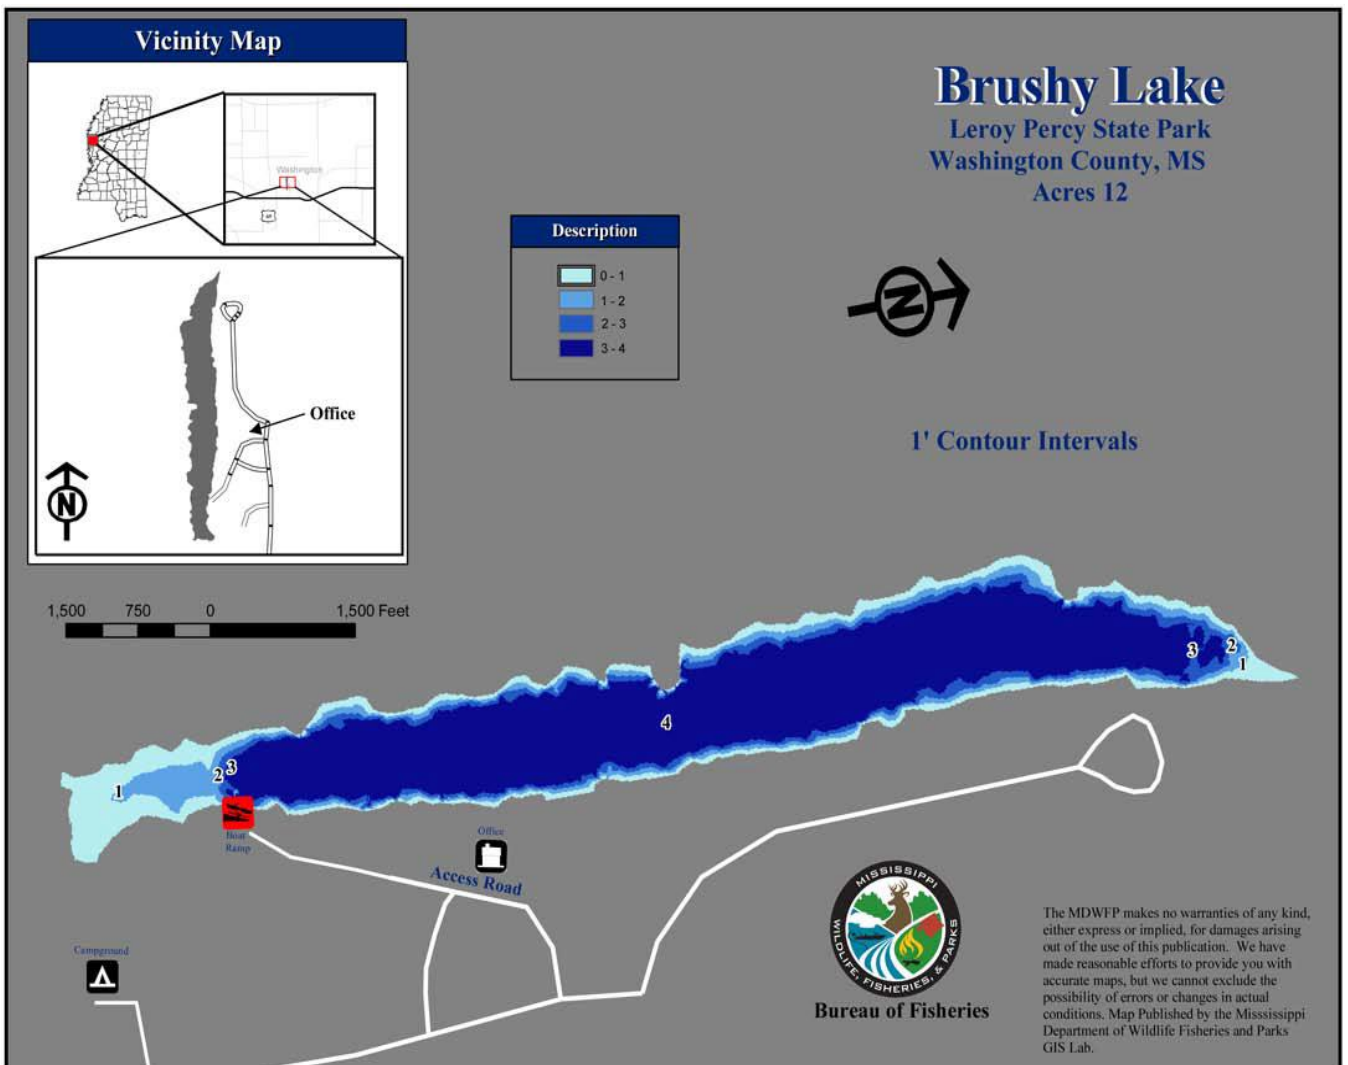 Vicinity Map
Washington
Office
N
Brushy Lake
Leroy Percy State Park
Washington County, MS
Acres 12
Description
0 - 1
1 - 2
2 - 3
3 - 4
N
1' Contour Intervals
1,500 750 0 1,500 Feet
3
2
1
4
1
2
3
Boat
Ramp
Office
Access Road
Campground
MISSISSIPPI
WILDLIFE, FISHERIES, & PARKS
Bureau of Fisheries
The MDWFP makes no warranties of any kind,
either express or implied, for damages arising
out of the use of this publication. We have
made reasonable efforts to provide you with
accurate maps, but we cannot exclude the
possibility of errors or changes in actual
conditions. Map Published by the Misssissippi
Department of Wildlife Fisheries and Parks
GIS Lab.